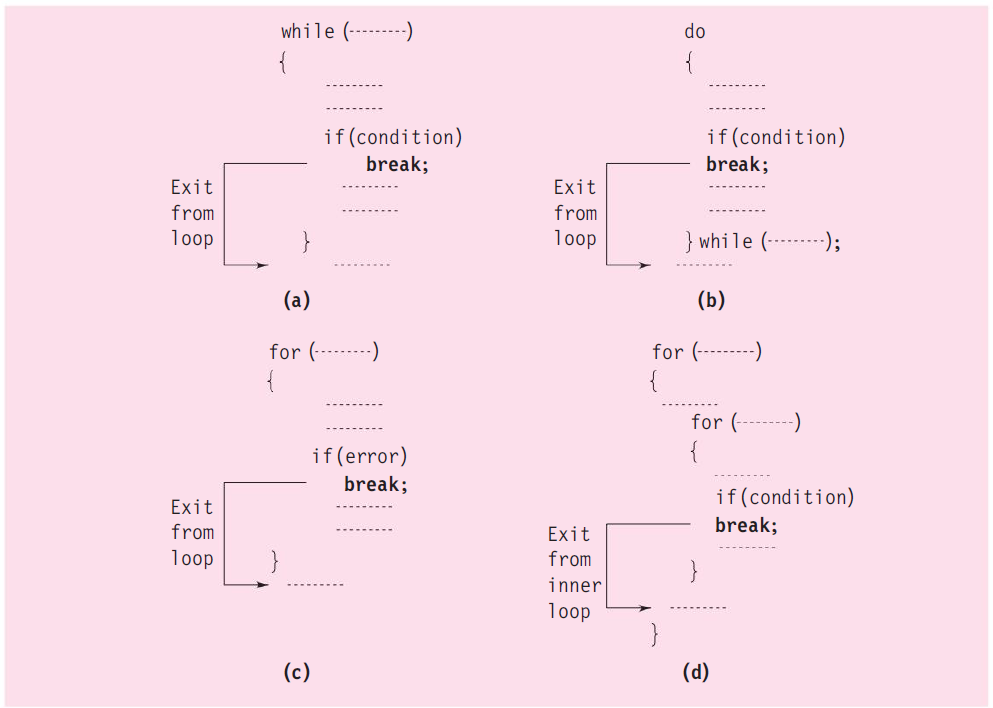 while (--------)
{
---------
---------
if(condition)
break;
Exit
---------
from
---------
loop
}
---------
(a)
do
{
---------
---------
if(condition)
break;
Exit
---------
from
---------
loop
} while (--------);
---------
(b)
for (--------)
{
---------
---------
if(error)
break;
Exit
---------
from
---------
loop
}
---------
(c)
for (--------)
{
---------
for (--------)
{
---------
if(condition)
break;
Exit
---------
from
}
inner
loop
---------
}
(d)